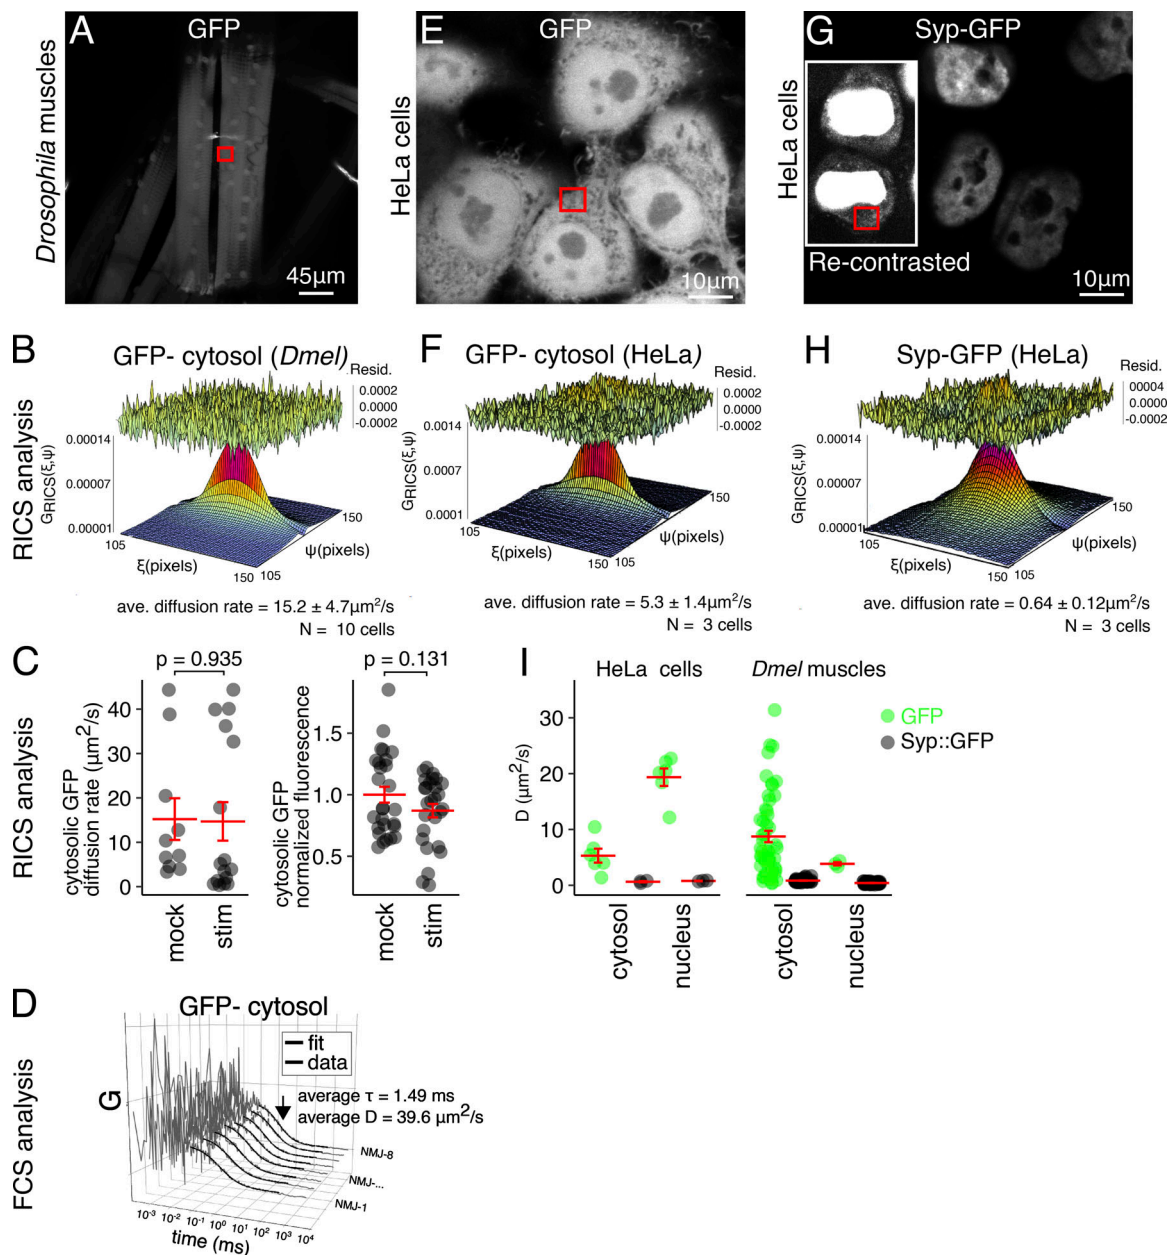 A
GFP
Drosophila muscles
45μm
E
GFP
HeLa cells
10μm
G
Syp-GFP
HeLa cells
Re-contrasted
10μm
RICS analysis
B
GFP- cytosol (Dmel)
Resid.
0.0002
0.0000
-0.0002
G_RICS(ξ,ψ)
0.00014
0.00007
0.00001
105
ξ(pixels)
150
105
ψ(pixels)
150
ave. diffusion rate = 15.2 ± 4.7μm²/s
N = 10 cells
F
GFP- cytosol (HeLa)
Resid.
0.0002
0.0000
-0.0002
G_RICS(ξ,ψ)
0.0014
0.0007
0.0001
105
ξ(pixels)
150
105
ψ(pixels)
150
ave. diffusion rate = 5.3 ± 1.4μm²/s
N = 3 cells
H
Syp-GFP (HeLa)
Resid.
00004
0.0000
-0.0002
G_RICS(ξ,ψ)
0.00014
0.00007
0.00001
105
ξ(pixels)
150
105
ψ(pixels)
150
ave. diffusion rate = 0.64 ± 0.12μm²/s
N = 3 cells
RICS analysis
C
p = 0.935
cytosolic GFP
diffusion rate (μm²/s)
40
30
20
10
0
mock
stim
p = 0.131
cytosolic GFP
normalized fluorescence
1.5
1.0
0.5
mock
stim
I
HeLa cells
Dmel muscles
D (μm²/s)
30
20
10
0
cytosol
nucleus
cytosol
nucleus
GFP
Syp::GFP
FCS analysis
D
GFP- cytosol
fit
data
average τ = 1.49 ms
average D = 39.6 μm²/s
G
NMJ-8
NMJ-...
NMJ-1
10⁻³ 10⁻² 10⁻¹ 10⁰ 10¹ 10² 10³ 10⁴
time (ms)